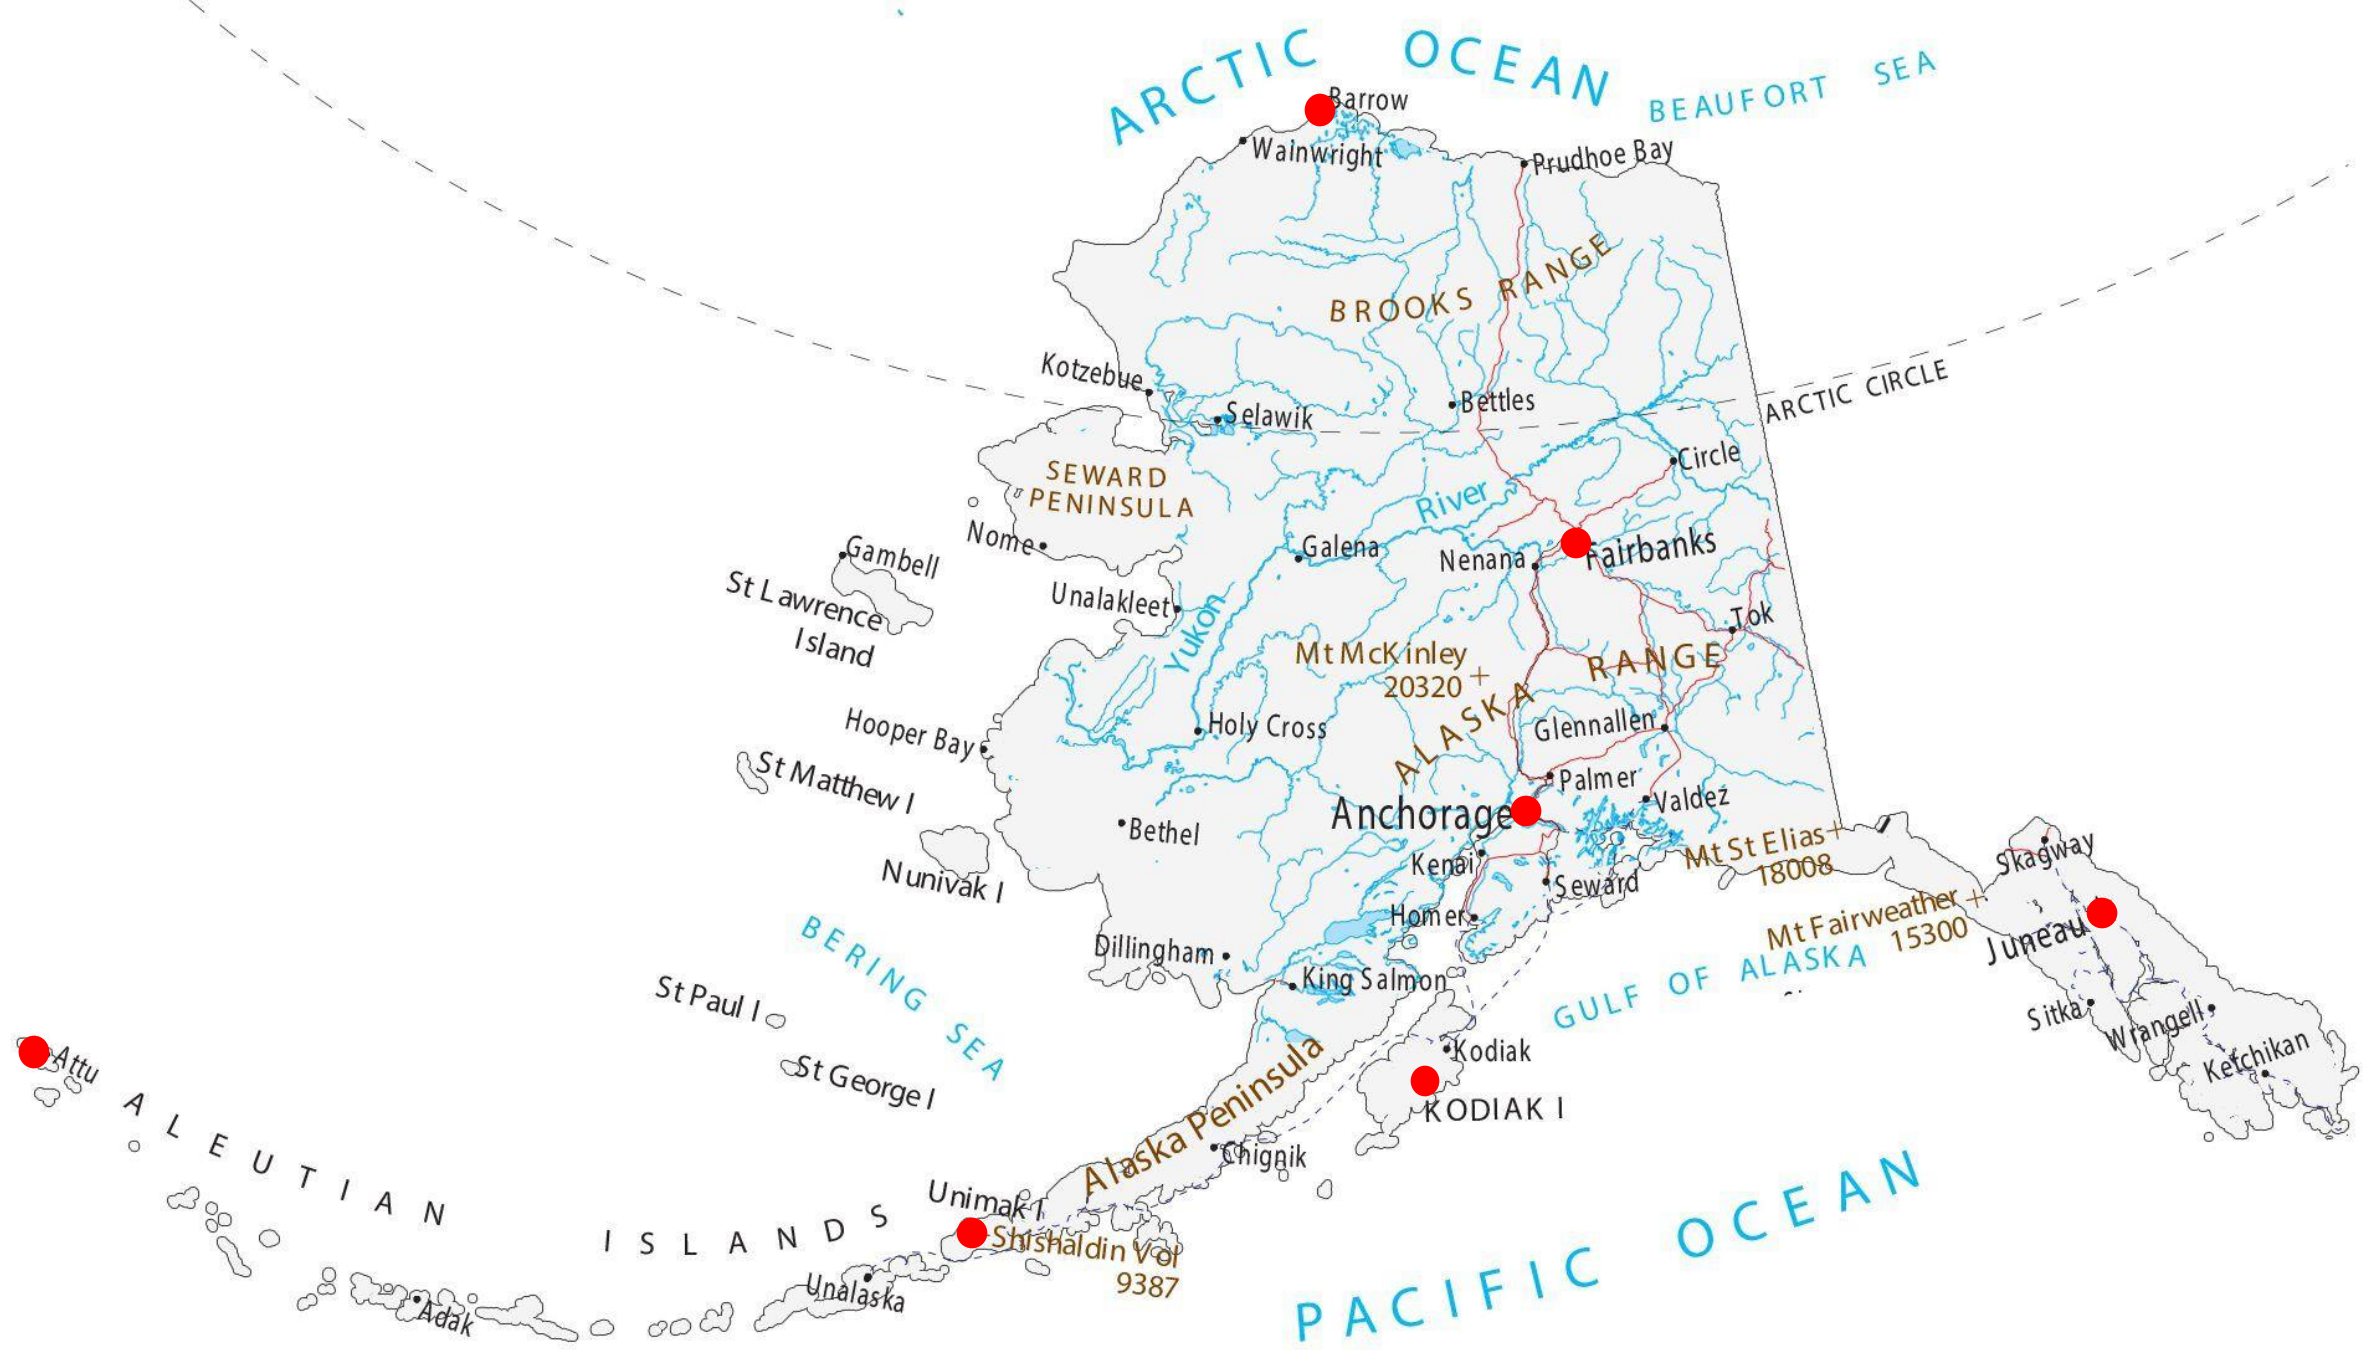 ARCTIC OCEAN
BEAUFORT SEA
Barrow
Wainwright
Prudhoe Bay
BROOKS RANGE
Kotzebue
Selawik
Bettles
ARCTIC CIRCLE
Circle
SEWARD
PENINSULA
River
Nome
Galena
Nenana
Fairbanks
Gambell
St Lawrence
Island
Unalakleet
Yukon
Tok
Mt McKinley
20320
ALASKA RANGE
Hooper Bay
Holy Cross
Glennallen
St Matthew I
Palmer
Anchorage
Valdez
Bethel
Kenai
Mt St Elias
18008
Skagway
Nunivak I
Seward
Homer
Mt Fairweather
15300
Juneau
BERING SEA
Dillingham
King Salmon
GULF OF ALASKA
St Paul I
Sitka
Wrangell
Ketchikan
Attu
St George I
Kodiak
KODIAK I
Alaska Peninsula
Chignik
ALEUTIAN ISLANDS
Unimak I
Shishaldin Vol
9387
Unalaska
Adak
PACIFIC OCEAN